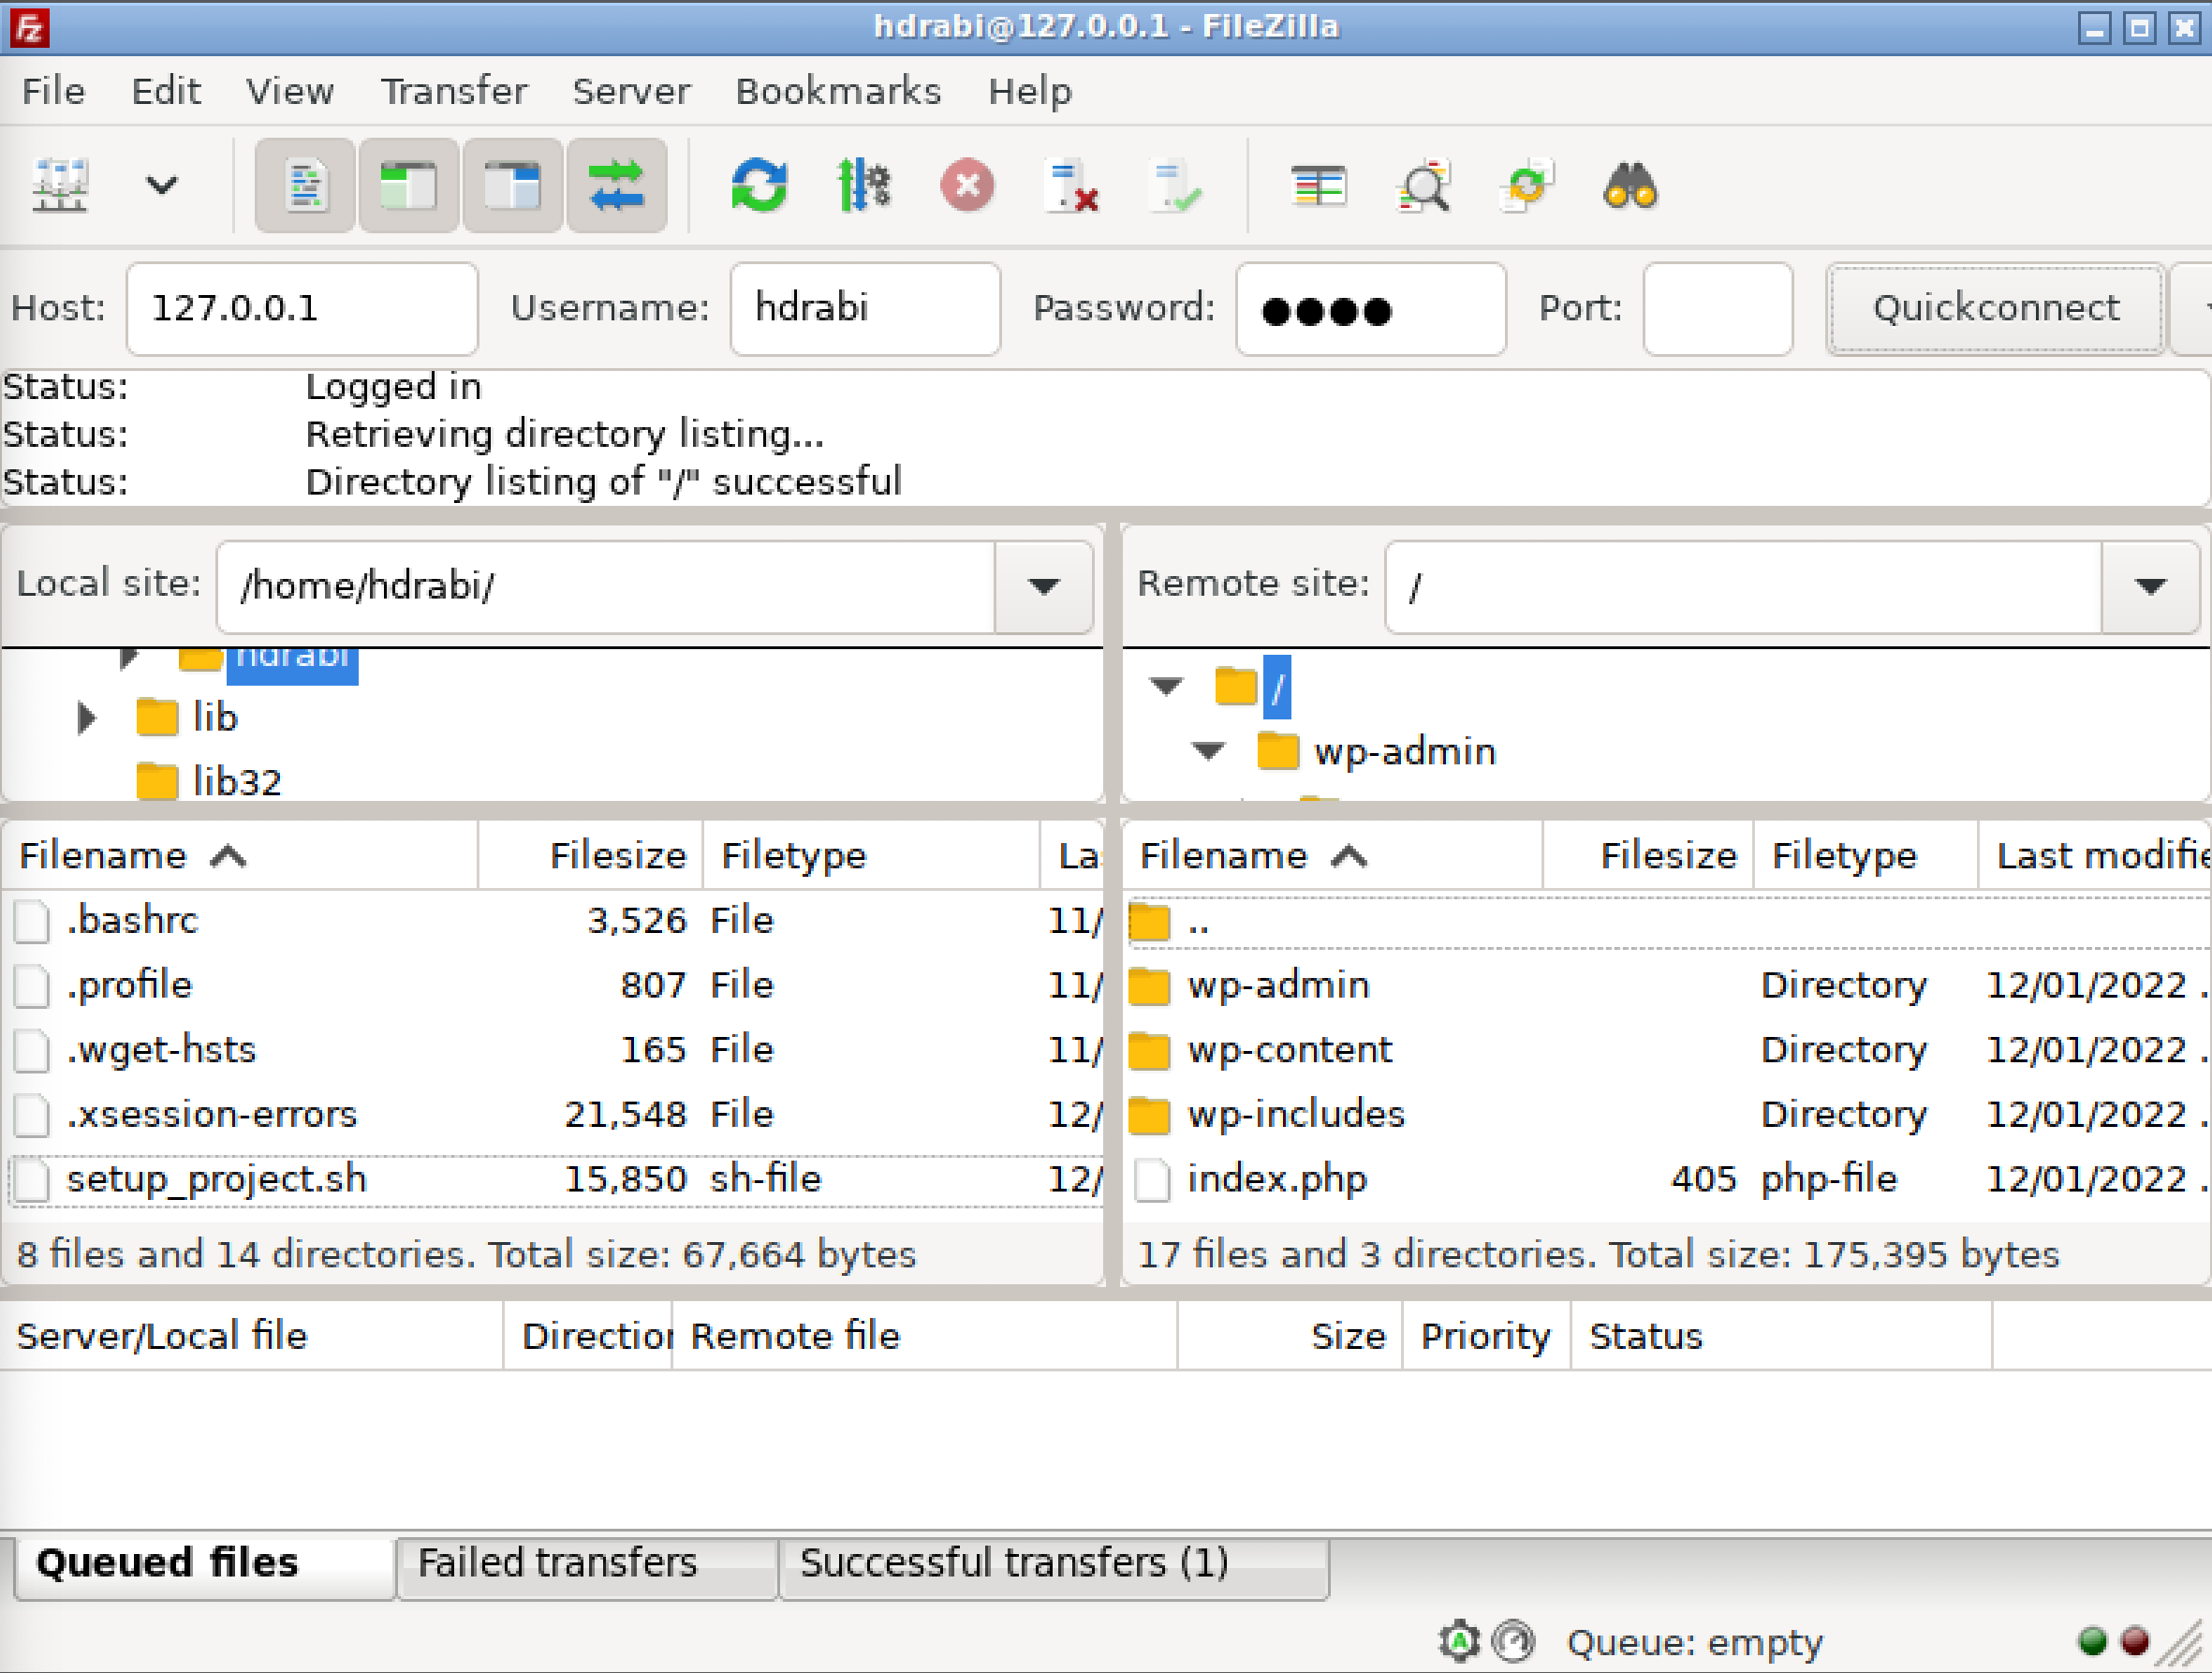 hdrabi@127.0.0.1 - FileZilla
File Edit View Transfer Server Bookmarks Help
Host: 127.0.0.1 Username: hdrabi Password: ●●●● Port: Quickconnect
Status: Logged in
Status: Retrieving directory listing...
Status: Directory listing of "/" successful
Local site: /home/hdrabi/
Remote site: /
hdrabi
lib
lib32
/
wp-admin
Filename Filesize Filetype
.bashrc 3,526 File 11/
.profile 807 File 11/
.wget-hsts 165 File 11/
.xsession-errors 21,548 File 12/
setup_project.sh 15,850 sh-file 12/
8 files and 14 directories. Total size: 67,664 bytes
Filename Filesize Filetype Last modifie
..
wp-admin Directory 12/01/2022 .
wp-content Directory 12/01/2022 .
wp-includes Directory 12/01/2022 .
index.php 405 php-file 12/01/2022 .
17 files and 3 directories. Total size: 175,395 bytes
Server/Local file Direction Remote file Size Priority Status
Queued files Failed transfers Successful transfers (1)
Queue: empty